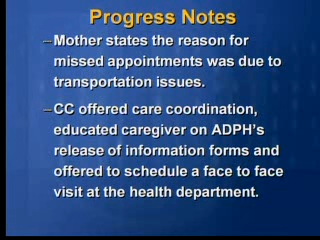 Progress Notes
– Mother states the reason for
missed appointments was due to
transportation issues.
– CC offered care coordination,
educated caregiver on ADPH's
release of information forms and
offered to schedule a face to face
visit at the health department.